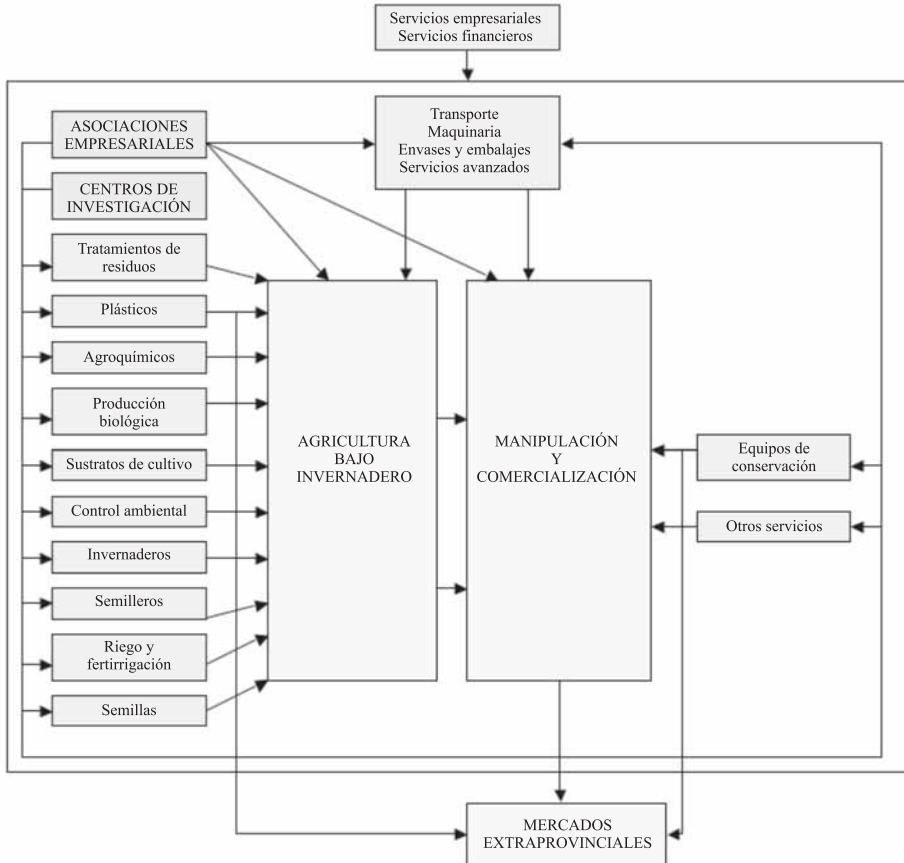 Servicios empresariales
Servicios financieros
Transporte
Maquinaria
Envases y embalajes
Servicios avanzados
ASOCIACIONES
EMPRESARIALES
CENTROS DE
INVESTIGACIÓN
Tratamientos de
residuos
Plásticos
Agroquímicos
Producción
biológica
Sustratos de cultivo
Control ambiental
Invernaderos
Semilleros
Riego y
fertirrigación
Semillas
AGRICULTURA
BAJO
INVERNADERO
MANIPULACIÓN
Y
COMERCIALIZACIÓN
Equipos de
conservación
Otros servicios
MERCADOS
EXTRAPROVINCIALES